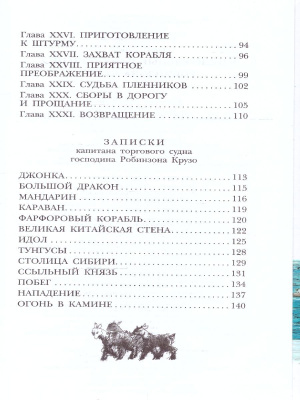 Глава XXVI. ПРИГОТОВЛЕНИЕ
К ШТУРМУ 94
Глава XXVII. ЗАХВАТ КОРАБЛЯ 96
Глава XXVIII. ПРИЯТНОЕ
ПРЕОБРАЖЕНИЕ 99
Глава XXIX. СУДЬБА ПЛЕННИКОВ 102
Глава XXX. СБОРЫ В ДОРОГУ
И ПРОЩАНИЕ 105
Глава XXXI. ВОЗВРАЩЕНИЕ 110
ЗАПИСКИ
капитана торгового судна
господина Робинзона Крузо
ДЖОНКА 113
БОЛЬШОЙ ДРАКОН 115
МАНДАРИН 116
КАРАВАН 119
ФАРФОРОВЫЙ КОРАБЛЬ 120
ВЕЛИКАЯ КИТАЙСКАЯ СТЕНА 122
ИДОЛ 125
ТУНГУСЫ 128
СТОЛИЦА СИБИРИ 129
ССЫЛЬНЫЙ КНЯЗЬ 131
ПОБЕГ 134
НАПАДЕНИЕ 137
ОГОНЬ В КАМИНЕ 140